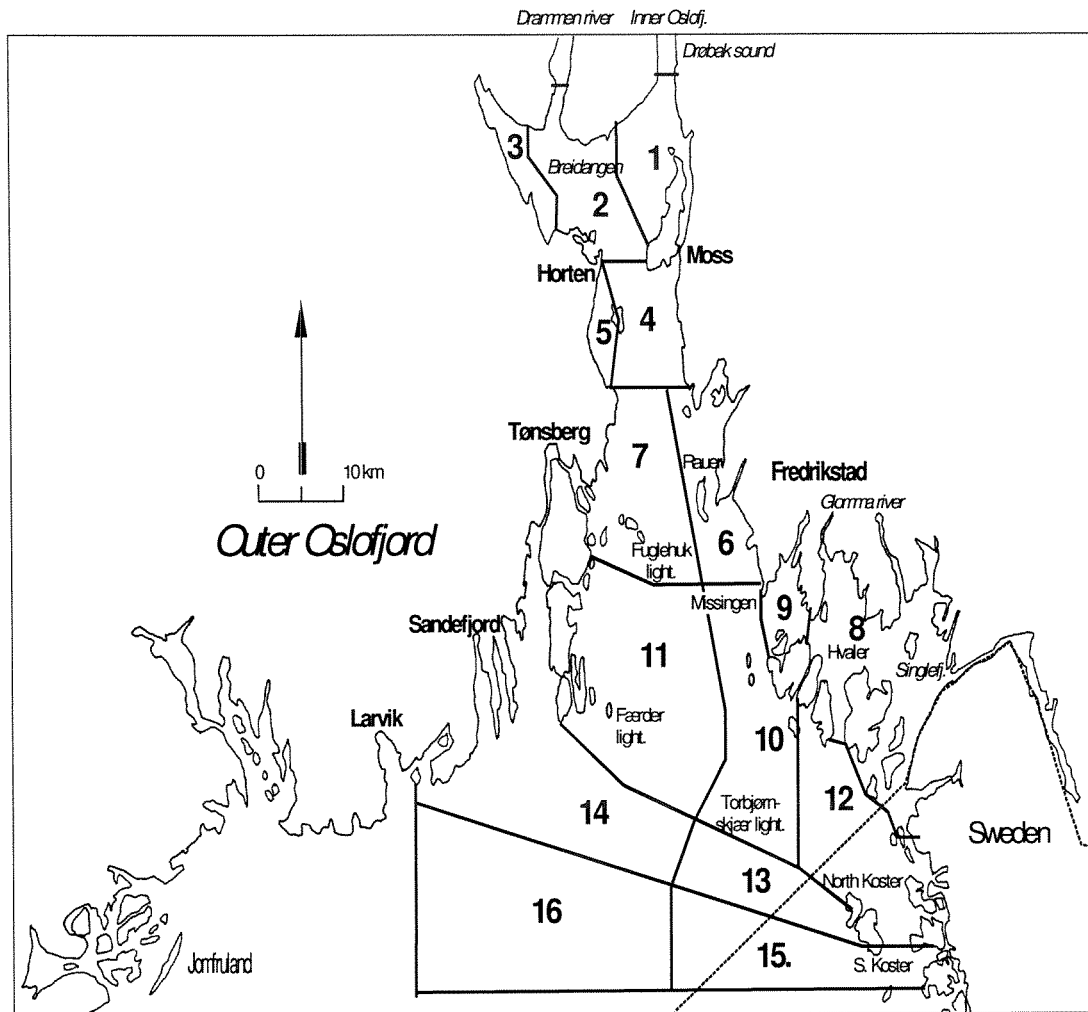 Drammen river Inner Oslofj.
Drøbak sound
3
1
Breidangen
2
Moss
Horten
4
5
Tønsberg
7
Rauer
Fredrikstad
0 10 km
Glomma river
Outer Oslofjord
6
Fuglehuk
light.
Missingen
9
8
Sandefjord
11
Hvaler
Singlefj.
Larvik
Færder
light.
10
12
Torbjørn-
skjær light.
14
Sweden
13
North Koster
16
15.
S. Koster
Jomfruland